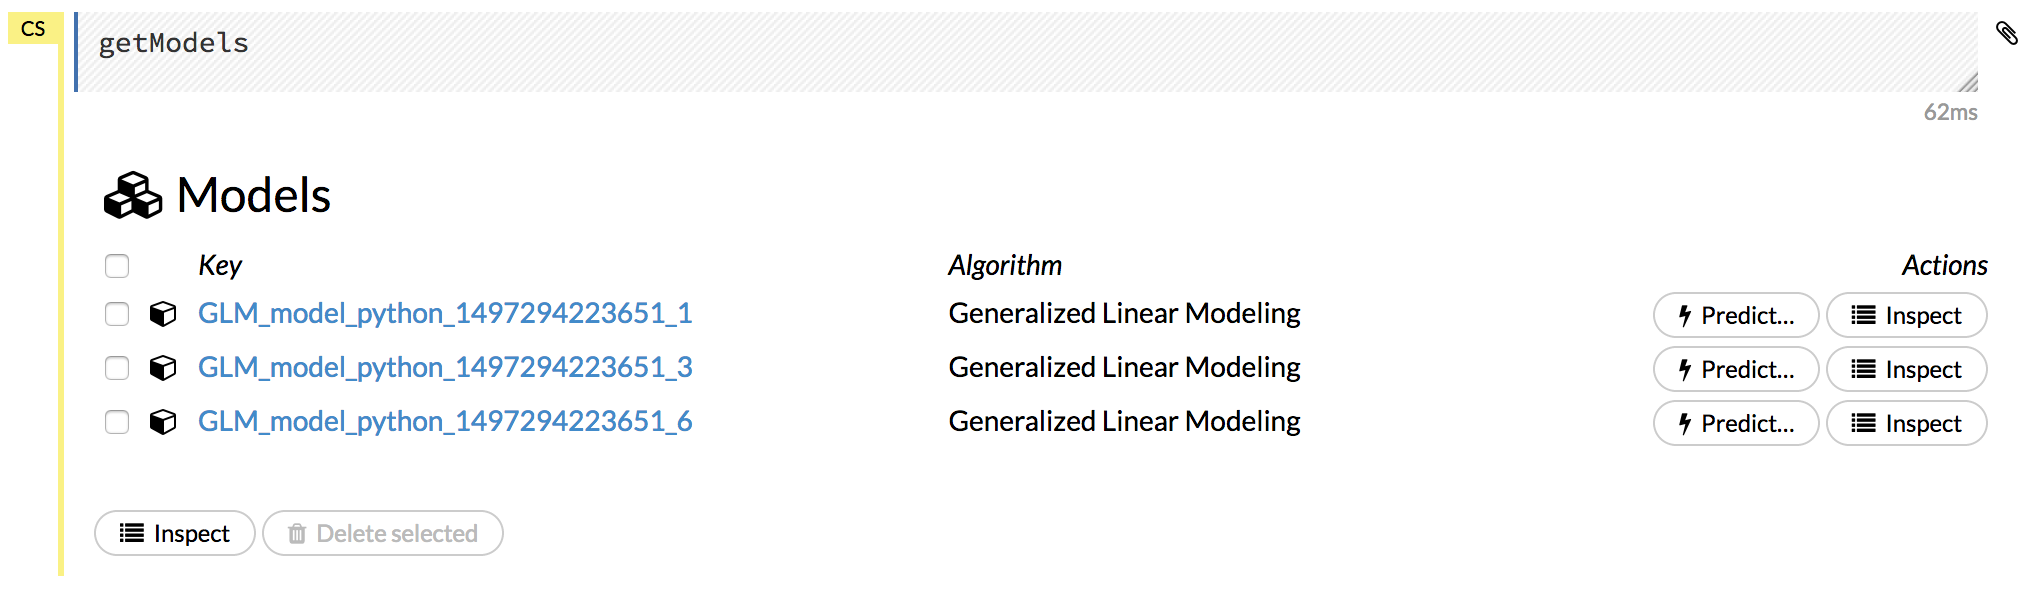 CS
getModels
62ms
Models
Key Algorithm Actions
GLM_model_python_1497294223651_1 Generalized Linear Modeling Predict... Inspect
GLM_model_python_1497294223651_3 Generalized Linear Modeling Predict... Inspect
GLM_model_python_1497294223651_6 Generalized Linear Modeling Predict... Inspect
Inspect Delete selected